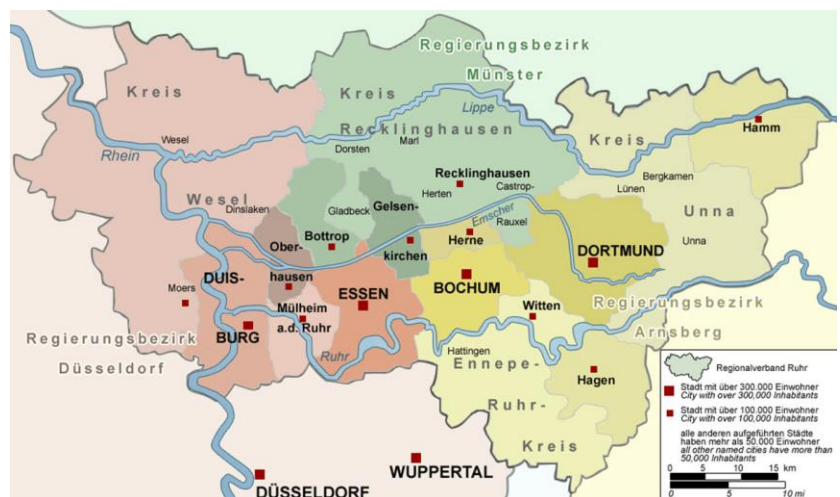 Regierungsbezirk
Münster
Kreis
Kreis
Lippe
Recklinghausen
Kreis
Hamm
Rhein
Wesel
Dorsten
Marl
Recklinghausen
Bergkamen
Wesel
Herten
Castrop-
Lünen
Dinslaken
Gladbeck
Gelsen-
Emscher
Rauxel
Unna
Ober-
Bottrop
kirchen
Herne
Unna
DUIS-
hausen
DORTMUND
Moers
ESSEN
BOCHUM
Mülheim
a.d. Ruhr
Witten
Regierungsbezirk
Arnsberg
BURG
Regierungsbezirk
Düsseldorf
Ruhr
Hattingen
Ennepe-
Ruhr-
Kreis
Hagen
WUPPERTAL
DÜSSELDORF
Regionalverband Ruhr
Stadt mit über 300.000 Einwohner
City with over 300,000 Inhabitants
Stadt mit über 100.000 Einwohner
City with over 100,000 Inhabitants
alle anderen aufgeführten Städte
haben mehr als 50.000 Einwohner
all other named cities have more than
50,000 Inhabitants
0 5 10 15 km
0 5 10 mi